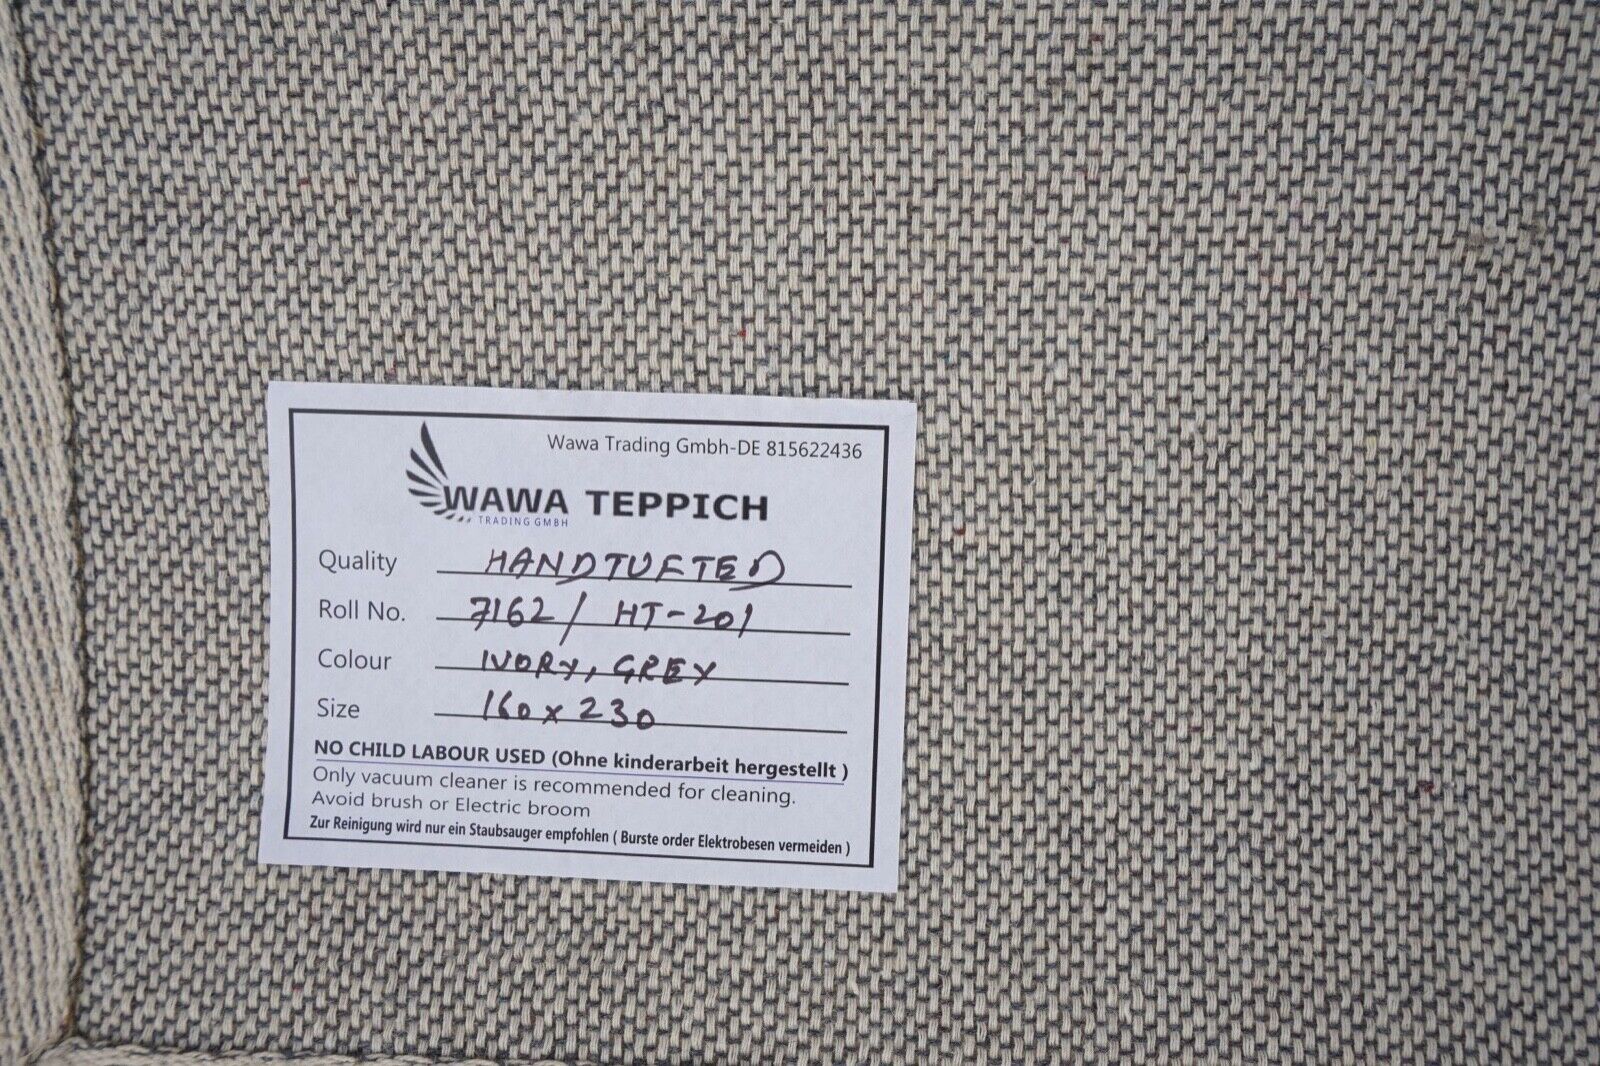 Wawa Trading Gmbh-DE 815622436
WAWA TEPPICH
TRADING GMBH
Quality HANDTUFTED
Roll No. 7162/ HT-201
Colour IVORY, GREY
Size 160 x 230
NO CHILD LABOUR USED (Ohne kinderarbeit hergestellt )
Only vacuum cleaner is recommended for cleaning.
Avoid brush or Electric broom
Zur Reinigung wird nur ein Staubsauger empfohlen ( Burste order Elektrobesen vermeiden )